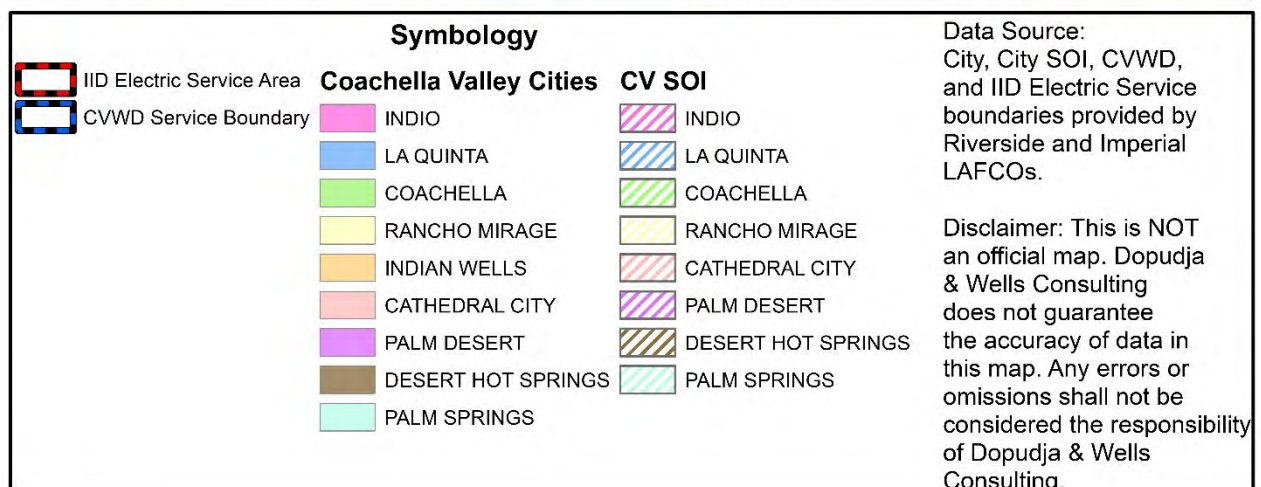 Symbology
IID Electric Service Area
CVWD Service Boundary
Coachella Valley Cities
INDIO
LA QUINTA
COACHELLA
RANCHO MIRAGE
INDIAN WELLS
CATHEDRAL CITY
PALM DESERT
DESERT HOT SPRINGS
PALM SPRINGS
CV SOI
INDIO
LA QUINTA
COACHELLA
RANCHO MIRAGE
CATHEDRAL CITY
PALM DESERT
DESERT HOT SPRINGS
PALM SPRINGS
Data Source:
City, City SOI, CVWD,
and IID Electric Service
boundaries provided by
Riverside and Imperial
LAFCOs.
Disclaimer: This is NOT
an official map. Dopudja
& Wells Consulting
does not guarantee
the accuracy of data in
this map. Any errors or
omissions shall not be
considered the responsibility
of Dopudja & Wells
Consulting.